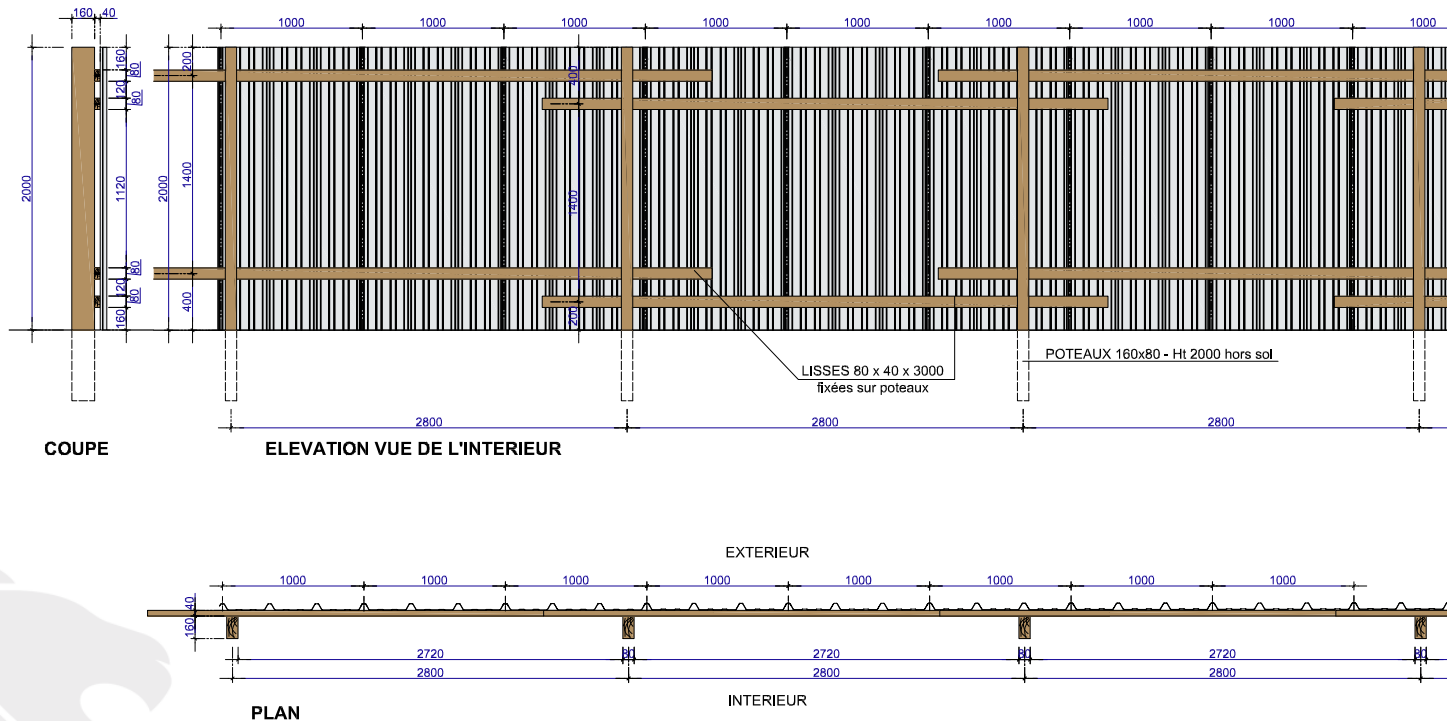 160 40
1000 1000 1000 1000 1000 1000 1000 1000 1000
2000
160
80
120
80
1120
80
120
80
160
2000
200
1400
400
400
1400
200
LISSES 80 x 40 x 3000
fixées sur poteaux
POTEAUX 160x80 - Ht 2000 hors sol
2800 2800 2800
COUPE
ELEVATION VUE DE L'INTERIEUR
EXTERIEUR
1000 1000 1000 1000 1000 1000 1000 1000
40
160
2720 80 2720 80 2720 80
2800 2800 2800
INTERIEUR
PLAN